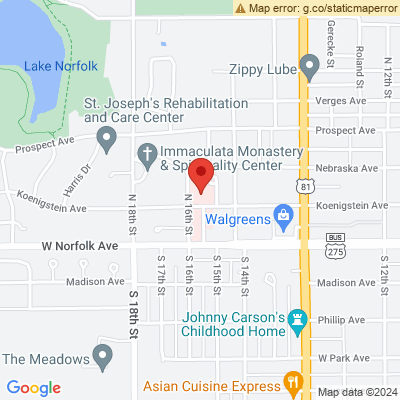 Map error: g.co/staticmaperror
Lake Norfolk
Gerecke St
Roland St
N 12th St
Zippy Lube
St. Joseph's Rehabilitation
and Care Center
Verges Ave
Prospect Ave
Prospect Ave
Immaculata Monastery
& Spirituality Center
Nebraska Ave
Harris Dr
81
N 18th St
N 16th St
Koenigstein Ave
Koenigstein Ave
Walgreens
W Norfolk Ave
BUS
275
Madison Ave
Madison Ave
S 18th St
S 17th St
S 16th St
S 15th St
S 14th St
S 12th St
Johnny Carson's
Childhood Home
Phillip Ave
The Meadows
W Park Ave
Asian Cuisine Express
Google
Map data ©2024